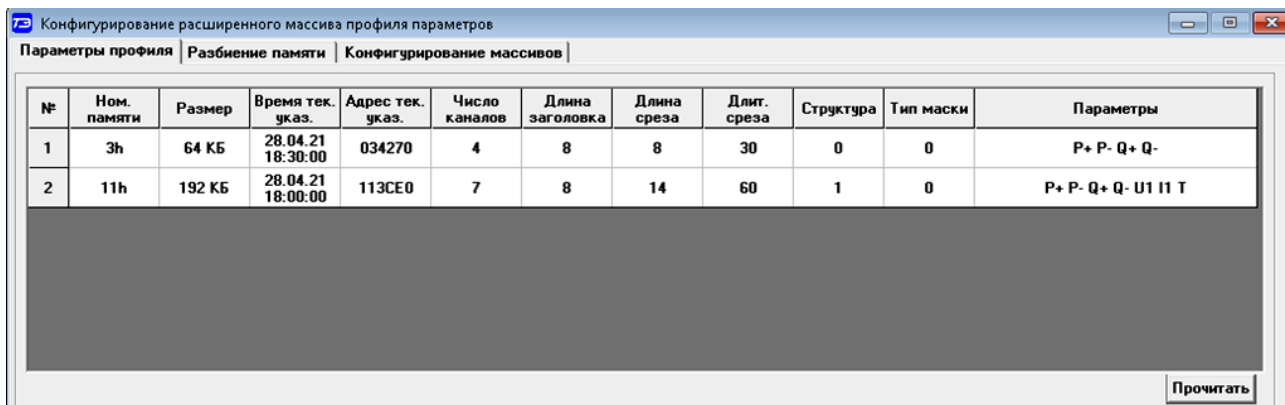 ТЭ Конфигурирование расширенного массива профиля параметров
Параметры профиля Разбиение памяти Конфигурирование массивов
№ Ном. памяти Размер Время тек. указ. Адрес тек. указ. Число каналов Длина заголовка Длина среза Длит. среза Структура Тип маски Параметры
1 3h 64 КБ 28.04.21 18:30:00 034270 4 8 8 30 0 0 P+ P- Q+ Q-
2 11h 192 КБ 28.04.21 18:00:00 113CE0 7 8 14 60 1 0 P+ P- Q+ Q- U1 I1 T
Прочитать